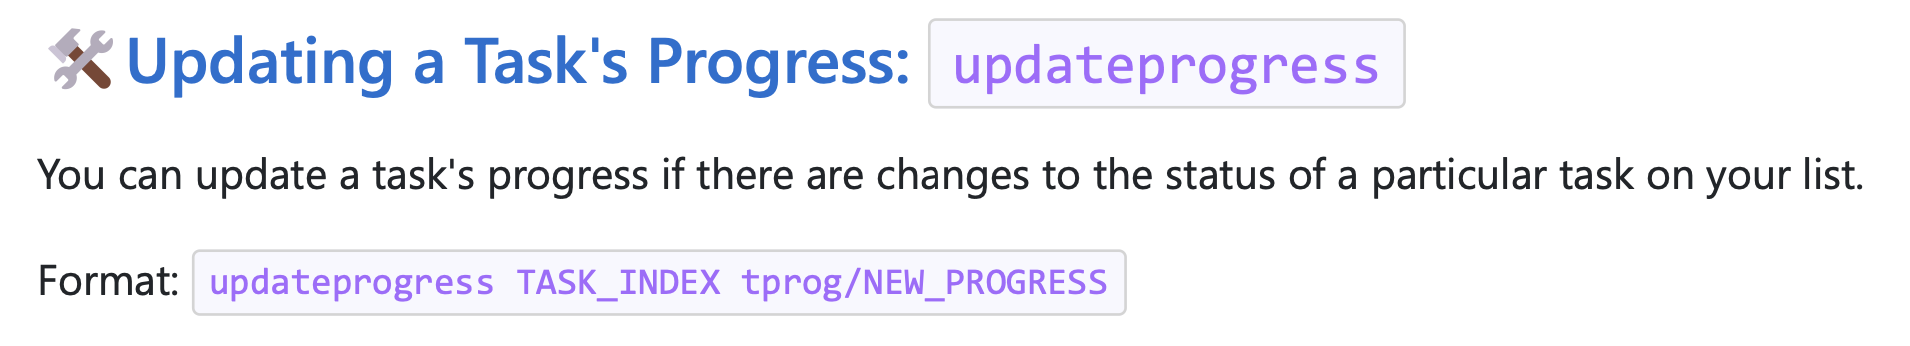 Updating a Task's Progress: updateprogress
You can update a task's progress if there are changes to the status of a particular task on your list.
Format: updateprogress TASK_INDEX tprog/NEW_PROGRESS